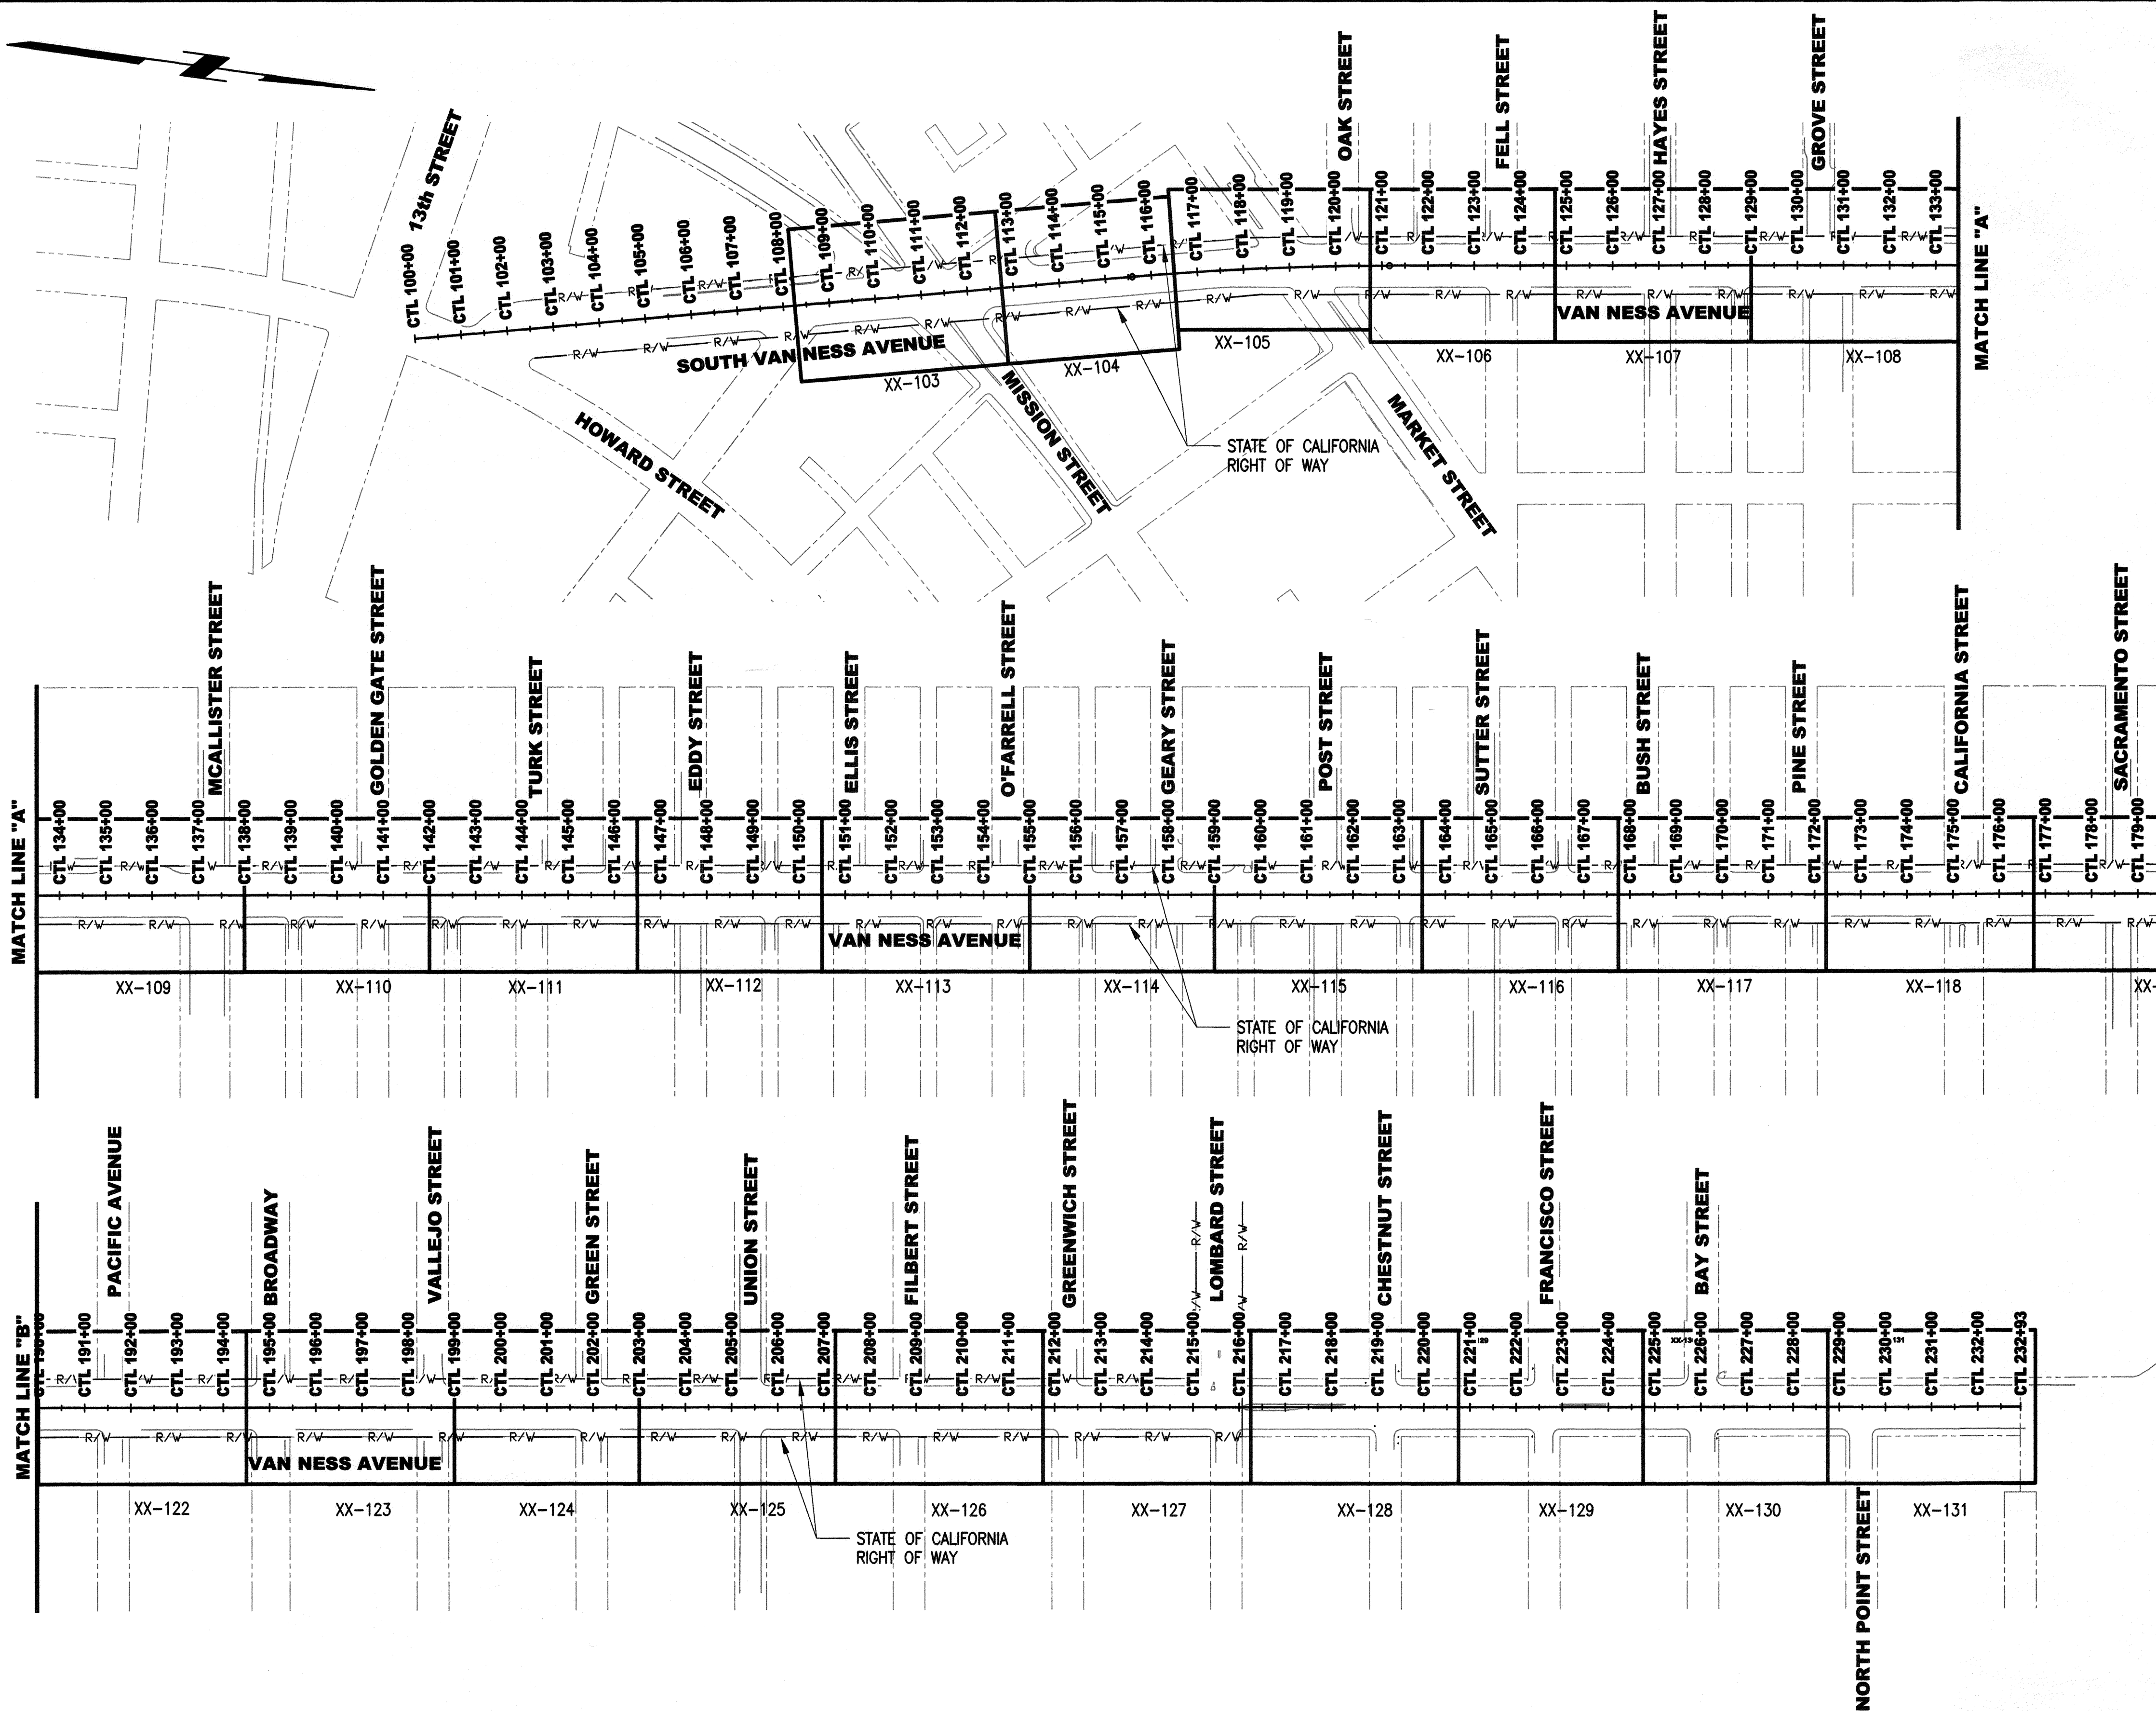 OAK STREET
FELL STREET
HAYES STREET
GROVE STREET
13th STREET
CTL 100+00
CTL 101+00
CTL 102+00
CTL 103+00
CTL 104+00
CTL 105+00
CTL 106+00
CTL 107+00
CTL 108+00
CTL 109+00
CTL 110+00
CTL 111+00
CTL 112+00
CTL 113+00
CTL 114+00
CTL 115+00
CTL 116+00
CTL 117+00
CTL 118+00
CTL 119+00
CTL 120+00
CTL 121+00
CTL 122+00
CTL 123+00
CTL 124+00
CTL 125+00
CTL 126+00
CTL 127+00
CTL 128+00
CTL 129+00
CTL 130+00
CTL 131+00
CTL 132+00
CTL 133+00
MATCH LINE "A"
R/W
SOUTH VAN NESS AVENUE
VAN NESS AVENUE
XX-103
XX-104
XX-105
XX-106
XX-107
XX-108
HOWARD STREET
MISSION STREET
MARKET STREET
STATE OF CALIFORNIA
RIGHT OF WAY
MCALLISTER STREET
GOLDEN GATE STREET
TURK STREET
EDDY STREET
ELLIS STREET
O'FARRELL STREET
GEARY STREET
POST STREET
SUTTER STREET
BUSH STREET
PINE STREET
CALIFORNIA STREET
SACRAMENTO STREET
MATCH LINE "A"
CTL 134+00
CTL 135+00
CTL 136+00
CTL 137+00
CTL 138+00
CTL 139+00
CTL 140+00
CTL 141+00
CTL 142+00
CTL 143+00
CTL 144+00
CTL 145+00
CTL 146+00
CTL 147+00
CTL 148+00
CTL 149+00
CTL 150+00
CTL 151+00
CTL 152+00
CTL 153+00
CTL 154+00
CTL 155+00
CTL 156+00
CTL 157+00
CTL 158+00
CTL 159+00
CTL 160+00
CTL 161+00
CTL 162+00
CTL 163+00
CTL 164+00
CTL 165+00
CTL 166+00
CTL 167+00
CTL 168+00
CTL 169+00
CTL 170+00
CTL 171+00
CTL 172+00
CTL 173+00
CTL 174+00
CTL 175+00
CTL 176+00
CTL 177+00
CTL 178+00
CTL 179+00
R/W
VAN NESS AVENUE
XX-109
XX-110
XX-111
XX-112
XX-113
XX-114
XX-115
XX-116
XX-117
XX-118
XX-
STATE OF CALIFORNIA
RIGHT OF WAY
PACIFIC AVENUE
BROADWAY
VALLEJO STREET
GREEN STREET
UNION STREET
FILBERT STREET
GREENWICH STREET
LOMBARD STREET
CHESTNUT STREET
FRANCISCO STREET
BAY STREET
MATCH LINE "B"
CTL 190+00
CTL 191+00
CTL 192+00
CTL 193+00
CTL 194+00
CTL 195+00
CTL 196+00
CTL 197+00
CTL 198+00
CTL 199+00
CTL 200+00
CTL 201+00
CTL 202+00
CTL 203+00
CTL 204+00
CTL 205+00
CTL 206+00
CTL 207+00
CTL 208+00
CTL 209+00
CTL 210+00
CTL 211+00
CTL 212+00
CTL 213+00
CTL 214+00
CTL 215+00
CTL 216+00
CTL 217+00
CTL 218+00
CTL 219+00
CTL 220+00
CTL 221+00
CTL 222+00
CTL 223+00
CTL 224+00
CTL 225+00
CTL 226+00
CTL 227+00
CTL 228+00
CTL 229+00
CTL 230+00
CTL 231+00
CTL 232+00
CTL 232+93
R/W
VAN NESS AVENUE
XX-122
XX-123
XX-124
XX-125
XX-126
XX-127
XX-128
XX-129
XX-130
XX-131
STATE OF CALIFORNIA
RIGHT OF WAY
NORTH POINT STREET